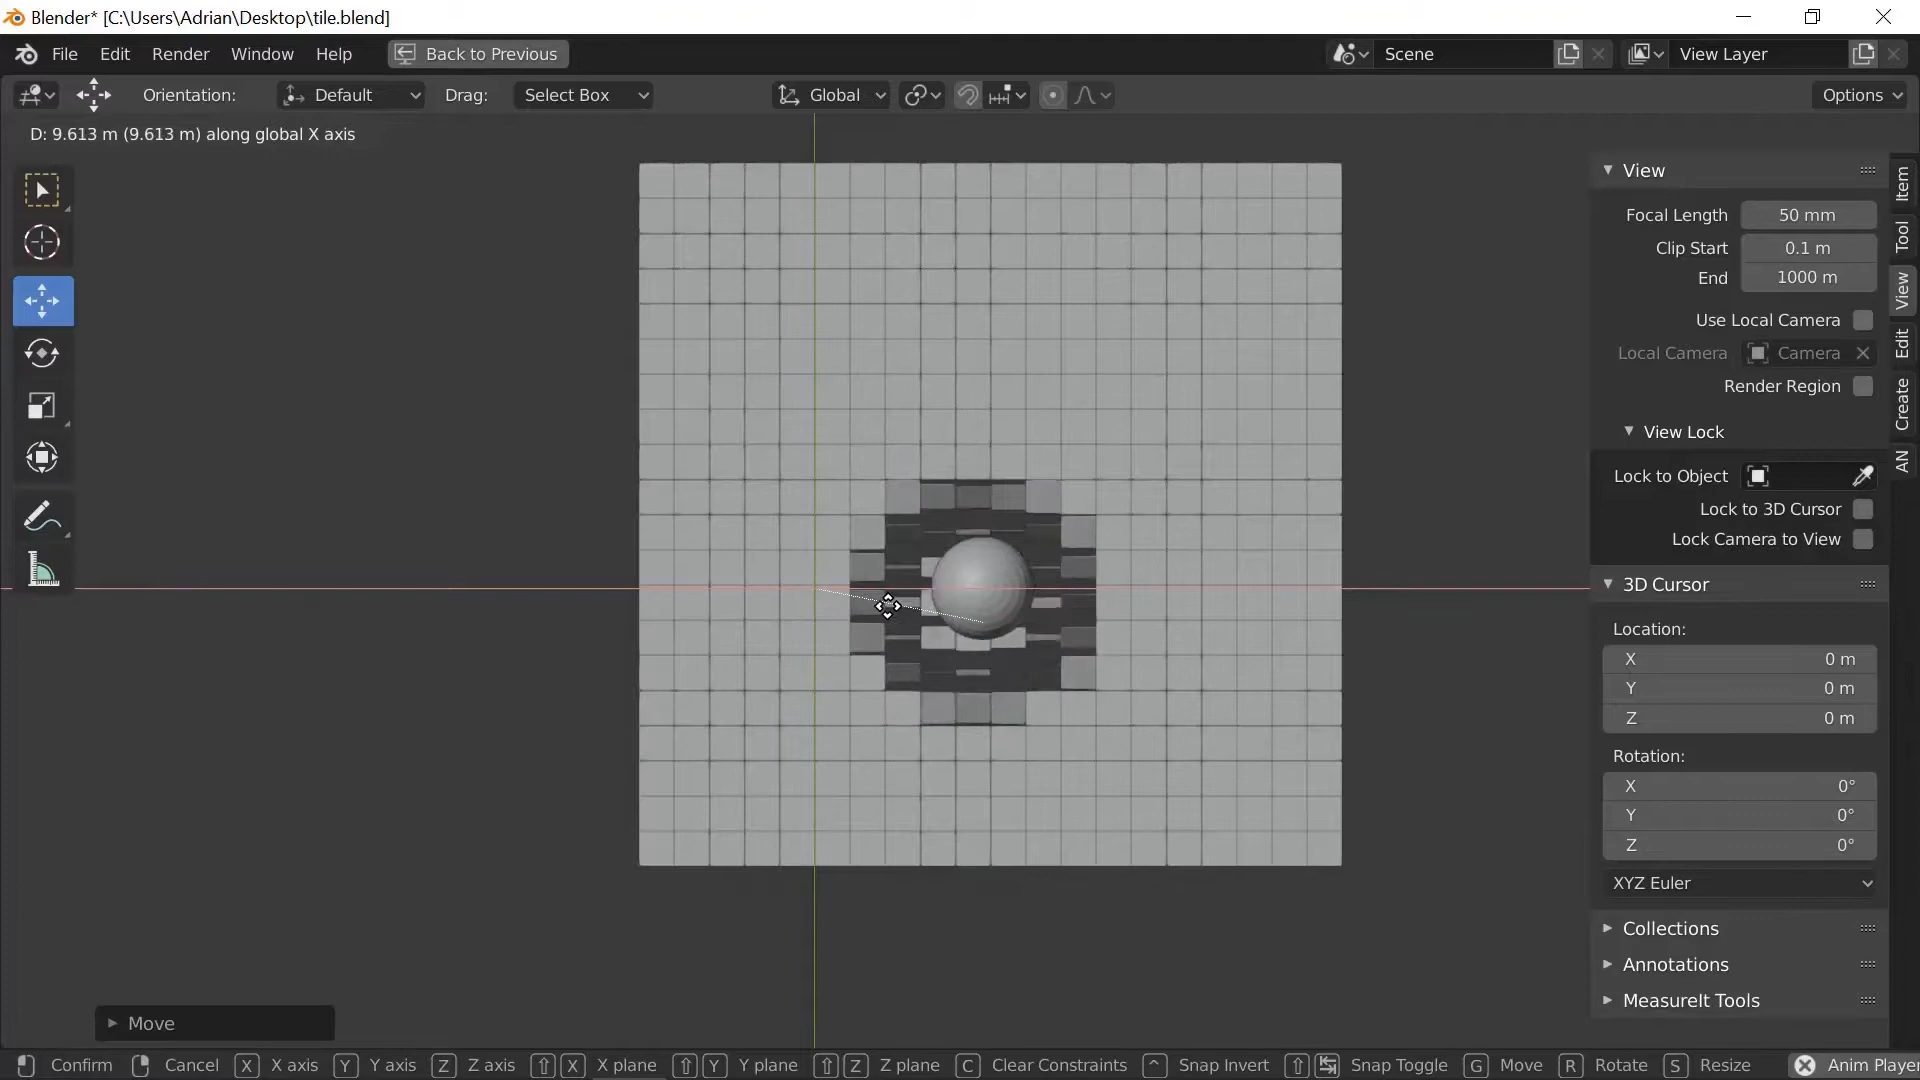 Blender* [C:\Users\Adrian\Desktop\tile.blend]
File Edit Render Window Help Back to Previous Scene View Layer
Orientation: Default Drag: Select Box Global Options
D: 9.613 m (9.613 m) along global X axis
View
Focal Length 50 mm
Clip Start 0.1 m
End 1000 m
Use Local Camera
Local Camera Camera
Render Region
View Lock
Lock to Object
Lock to 3D Cursor
Lock Camera to View
3D Cursor
Location:
X 0 m
Y 0 m
Z 0 m
Rotation:
X 0°
Y 0°
Z 0°
XYZ Euler
Collections
Annotations
MeasureIt Tools
Item
Tool
View
Edit
Create
AN
Move
Confirm Cancel X X axis Y Y axis Z Z axis X X plane Y Y plane Z Z plane C Clear Constraints Snap Invert Snap Toggle G Move R Rotate S Resize Anim Player